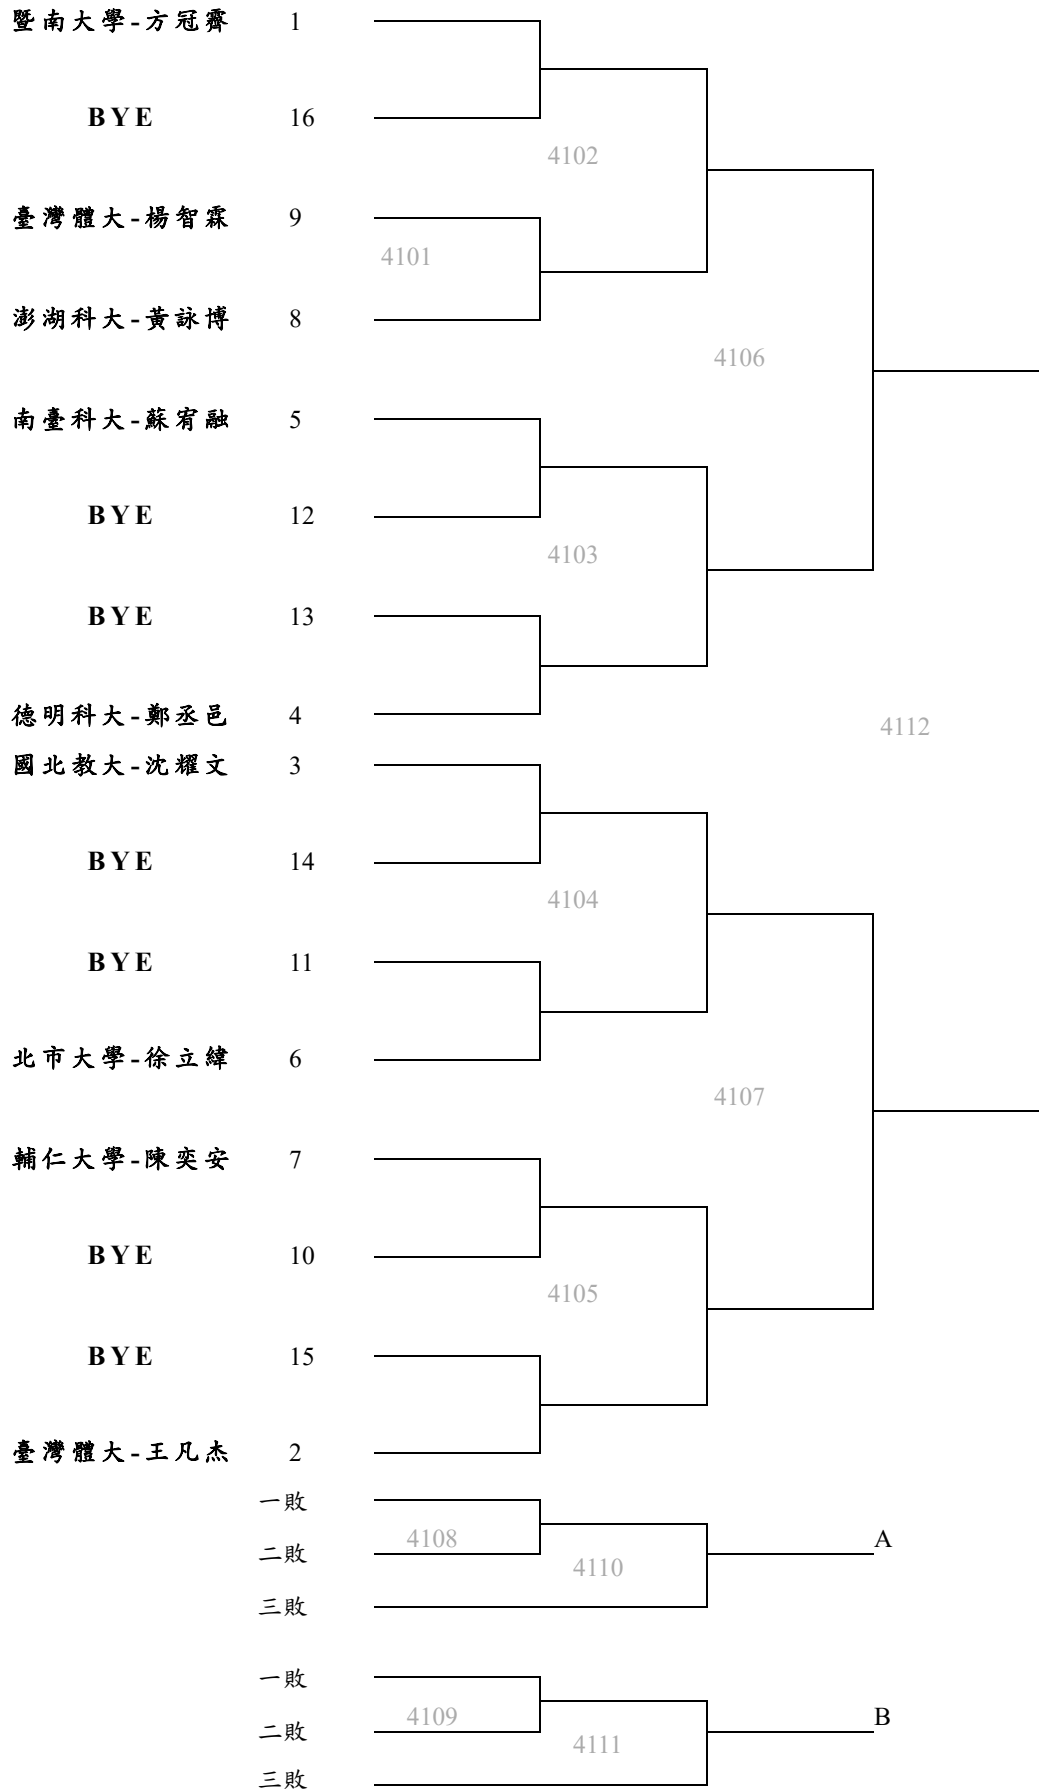 暨南大學-方冠霽 1
BYE 16
4102
臺灣體大-楊智霖 9
4101
澎湖科大-黃詠博 8
4106
南臺科大-蘇宥融 5
BYE 12
4103
BYE 13
德明科大-鄭丞邑 4
4112
國北教大-沈耀文 3
BYE 14
4104
BYE 11
北市大學-徐立緯 6
4107
輔仁大學-陳奕安 7
BYE 10
4105
BYE 15
臺灣體大-王凡杰 2
一敗
4108 A
二敗
4110
三敗
一敗
4109 B
二敗
4111
三敗